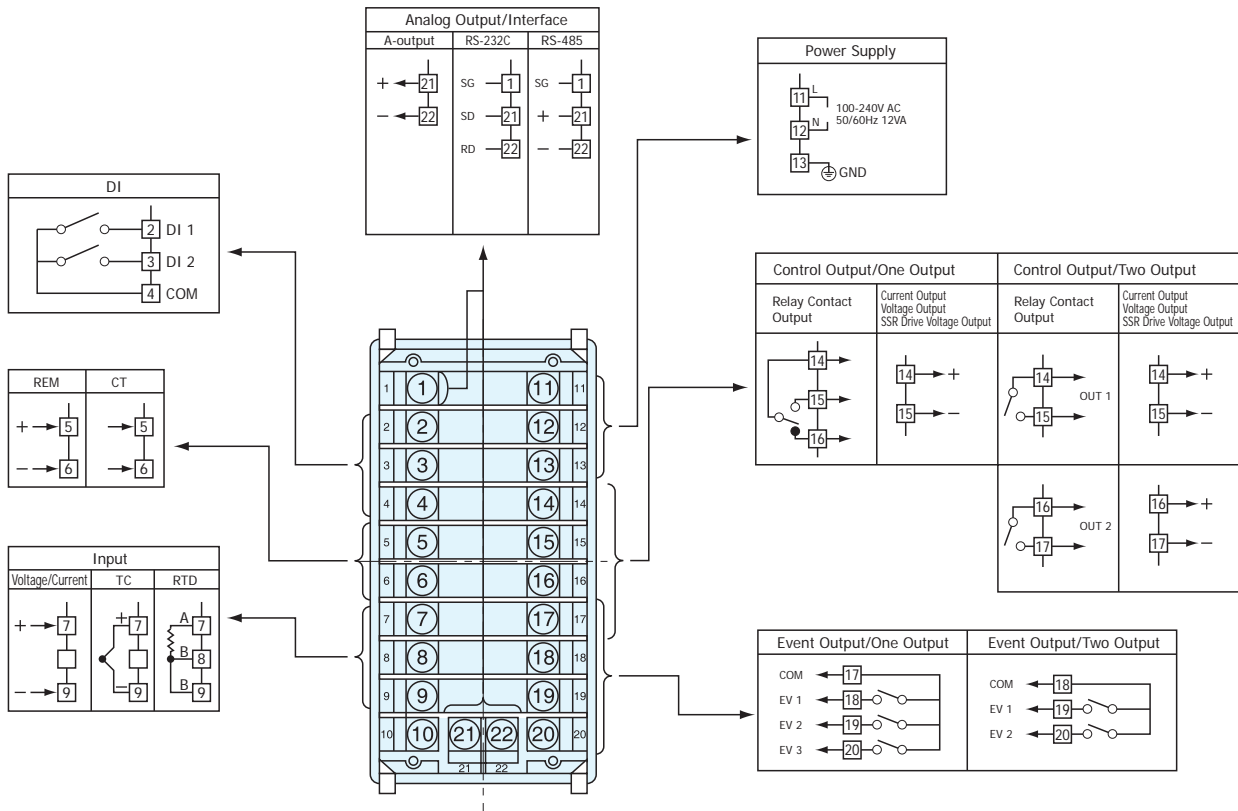 Analog Output/Interface
A-output RS-232C RS-485
+ 21 SG 1 SG 1
− 22 SD 21 + 21
RD 22 − 22
Power Supply
11 L
100-240V AC
50/60Hz 12VA
12 N
13 GND
DI
2 DI 1
3 DI 2
4 COM
REM CT
+ 5 5
− 6 6
Input
Voltage/Current TC RTD
+ 7 + 7 A 7
B 8
− 9 − 9 B 9
1 1 11 11
2 2 12 12
3 3 13 13
4 4 14 14
5 5 15 15
6 6 16 16
7 7 17 17
8 8 18 18
9 9 19 19
10 10 21 22 20 20
21 22
Control Output/One Output Control Output/Two Output
Relay Contact
Output
Current Output
Voltage Output
SSR Drive Voltage Output
Relay Contact
Output
Current Output
Voltage Output
SSR Drive Voltage Output
14 14 + 14 14 +
OUT 1
15 15 − 15 15 −
16
16 16 +
OUT 2
17 17 −
Event Output/One Output Event Output/Two Output
COM 17 COM 18
EV 1 18 EV 1 19
EV 2 19 EV 2 20
EV 3 20